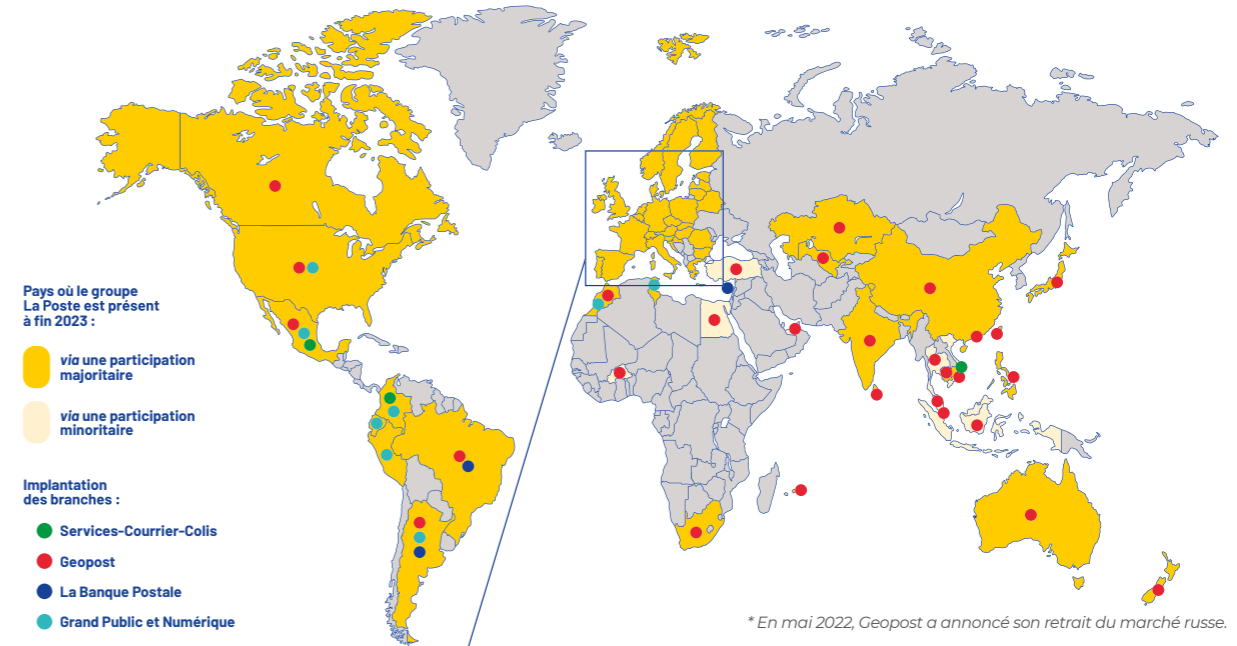 Pays où le groupe
La Poste est présent
à fin 2023 :
via une participation
majoritaire
via une participation
minoritaire
Implantation
des branches :
Services-Courrier-Colis
Geopost
La Banque Postale
Grand Public et Numérique
* En mai 2022, Geopost a annoncé son retrait du marché russe.